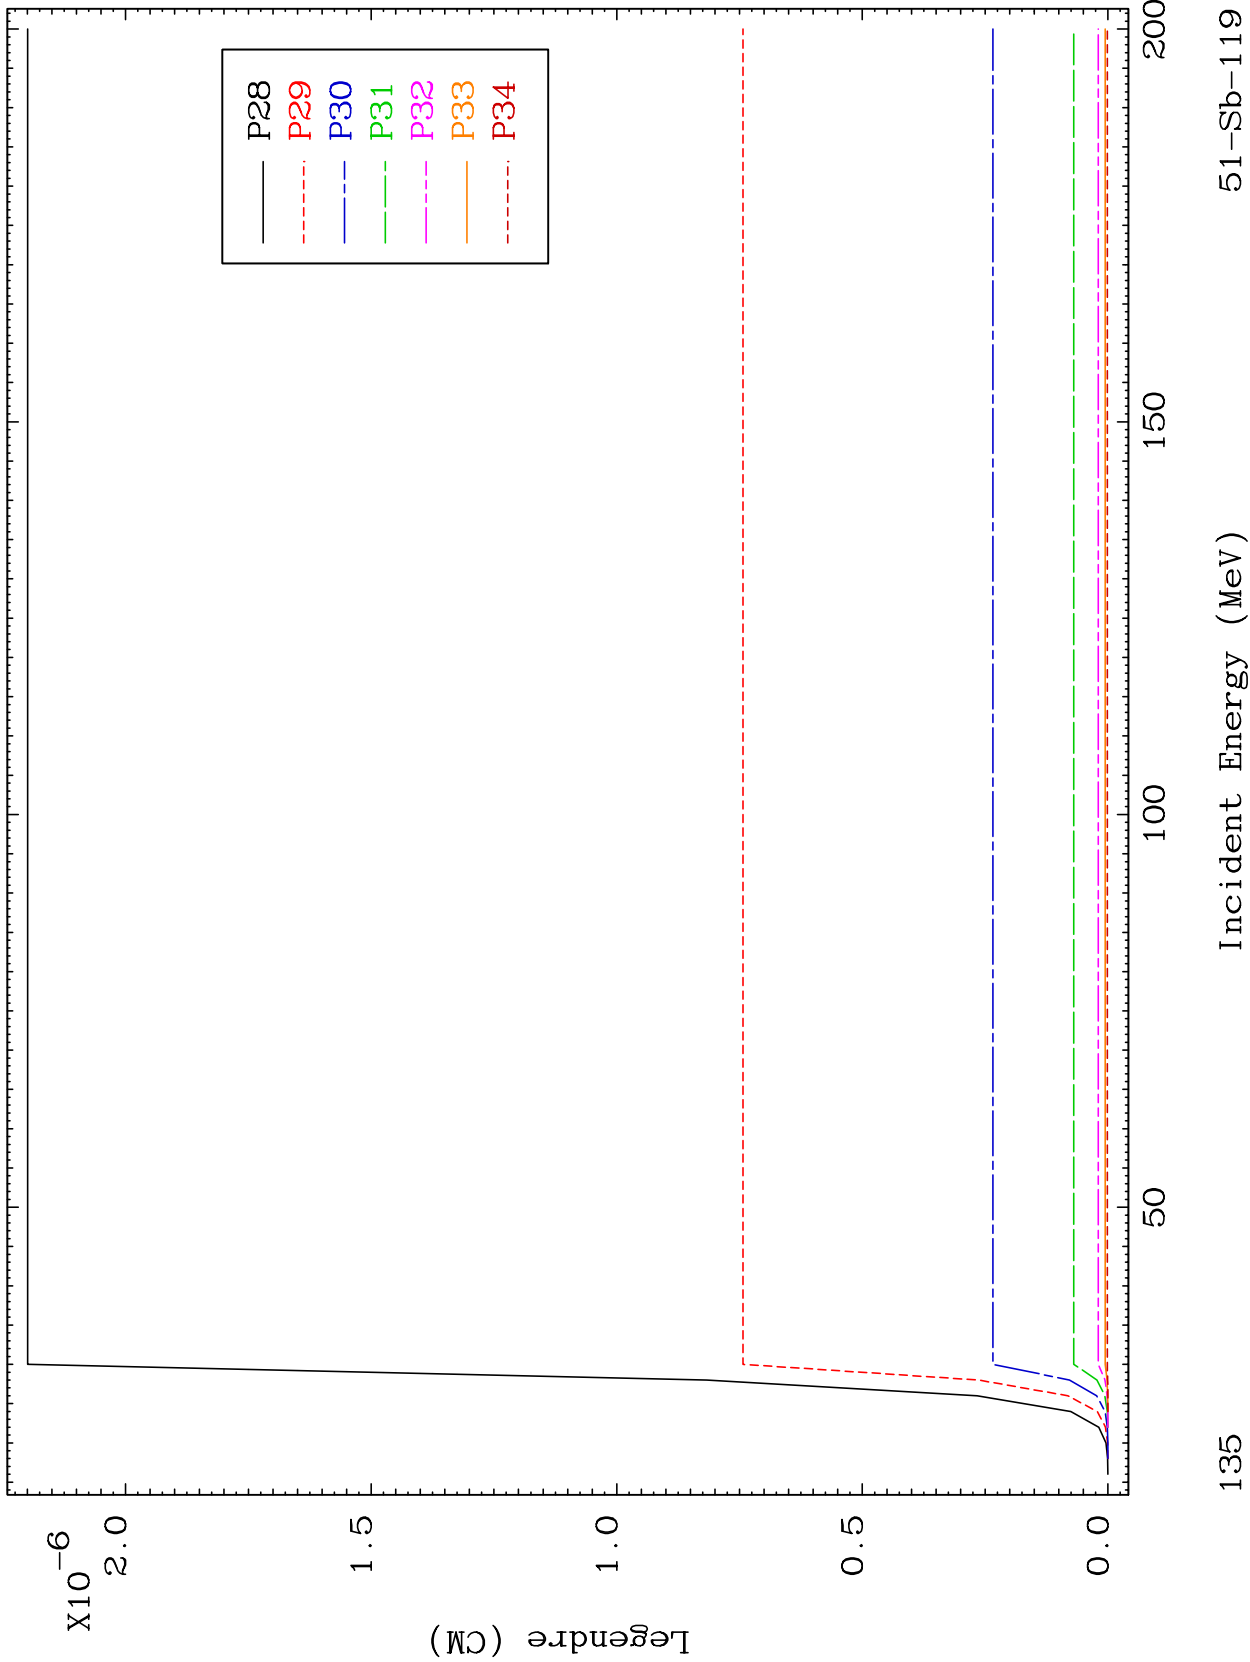 X10-6
2.0
1.5
1.0
0.5
0.0
Legendre (CM)
P28
P29
P30
P31
P32
P33
P34
50
100
150
200
Incident Energy (MeV)
135
51-Sb-119